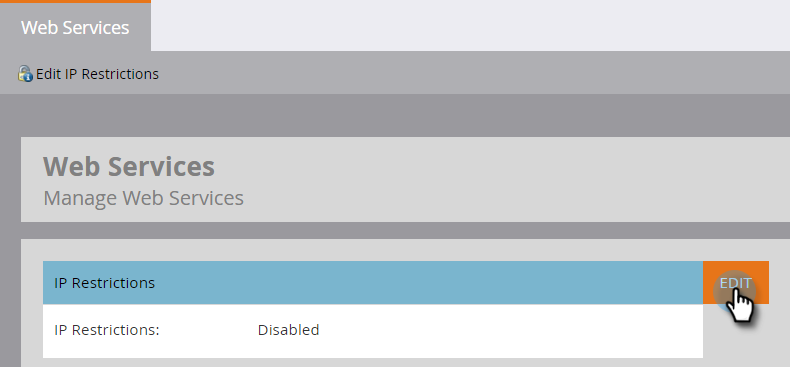 Web Services
Edit IP Restrictions
Web Services
Manage Web Services
IP Restrictions
EDIT
IP Restrictions: Disabled